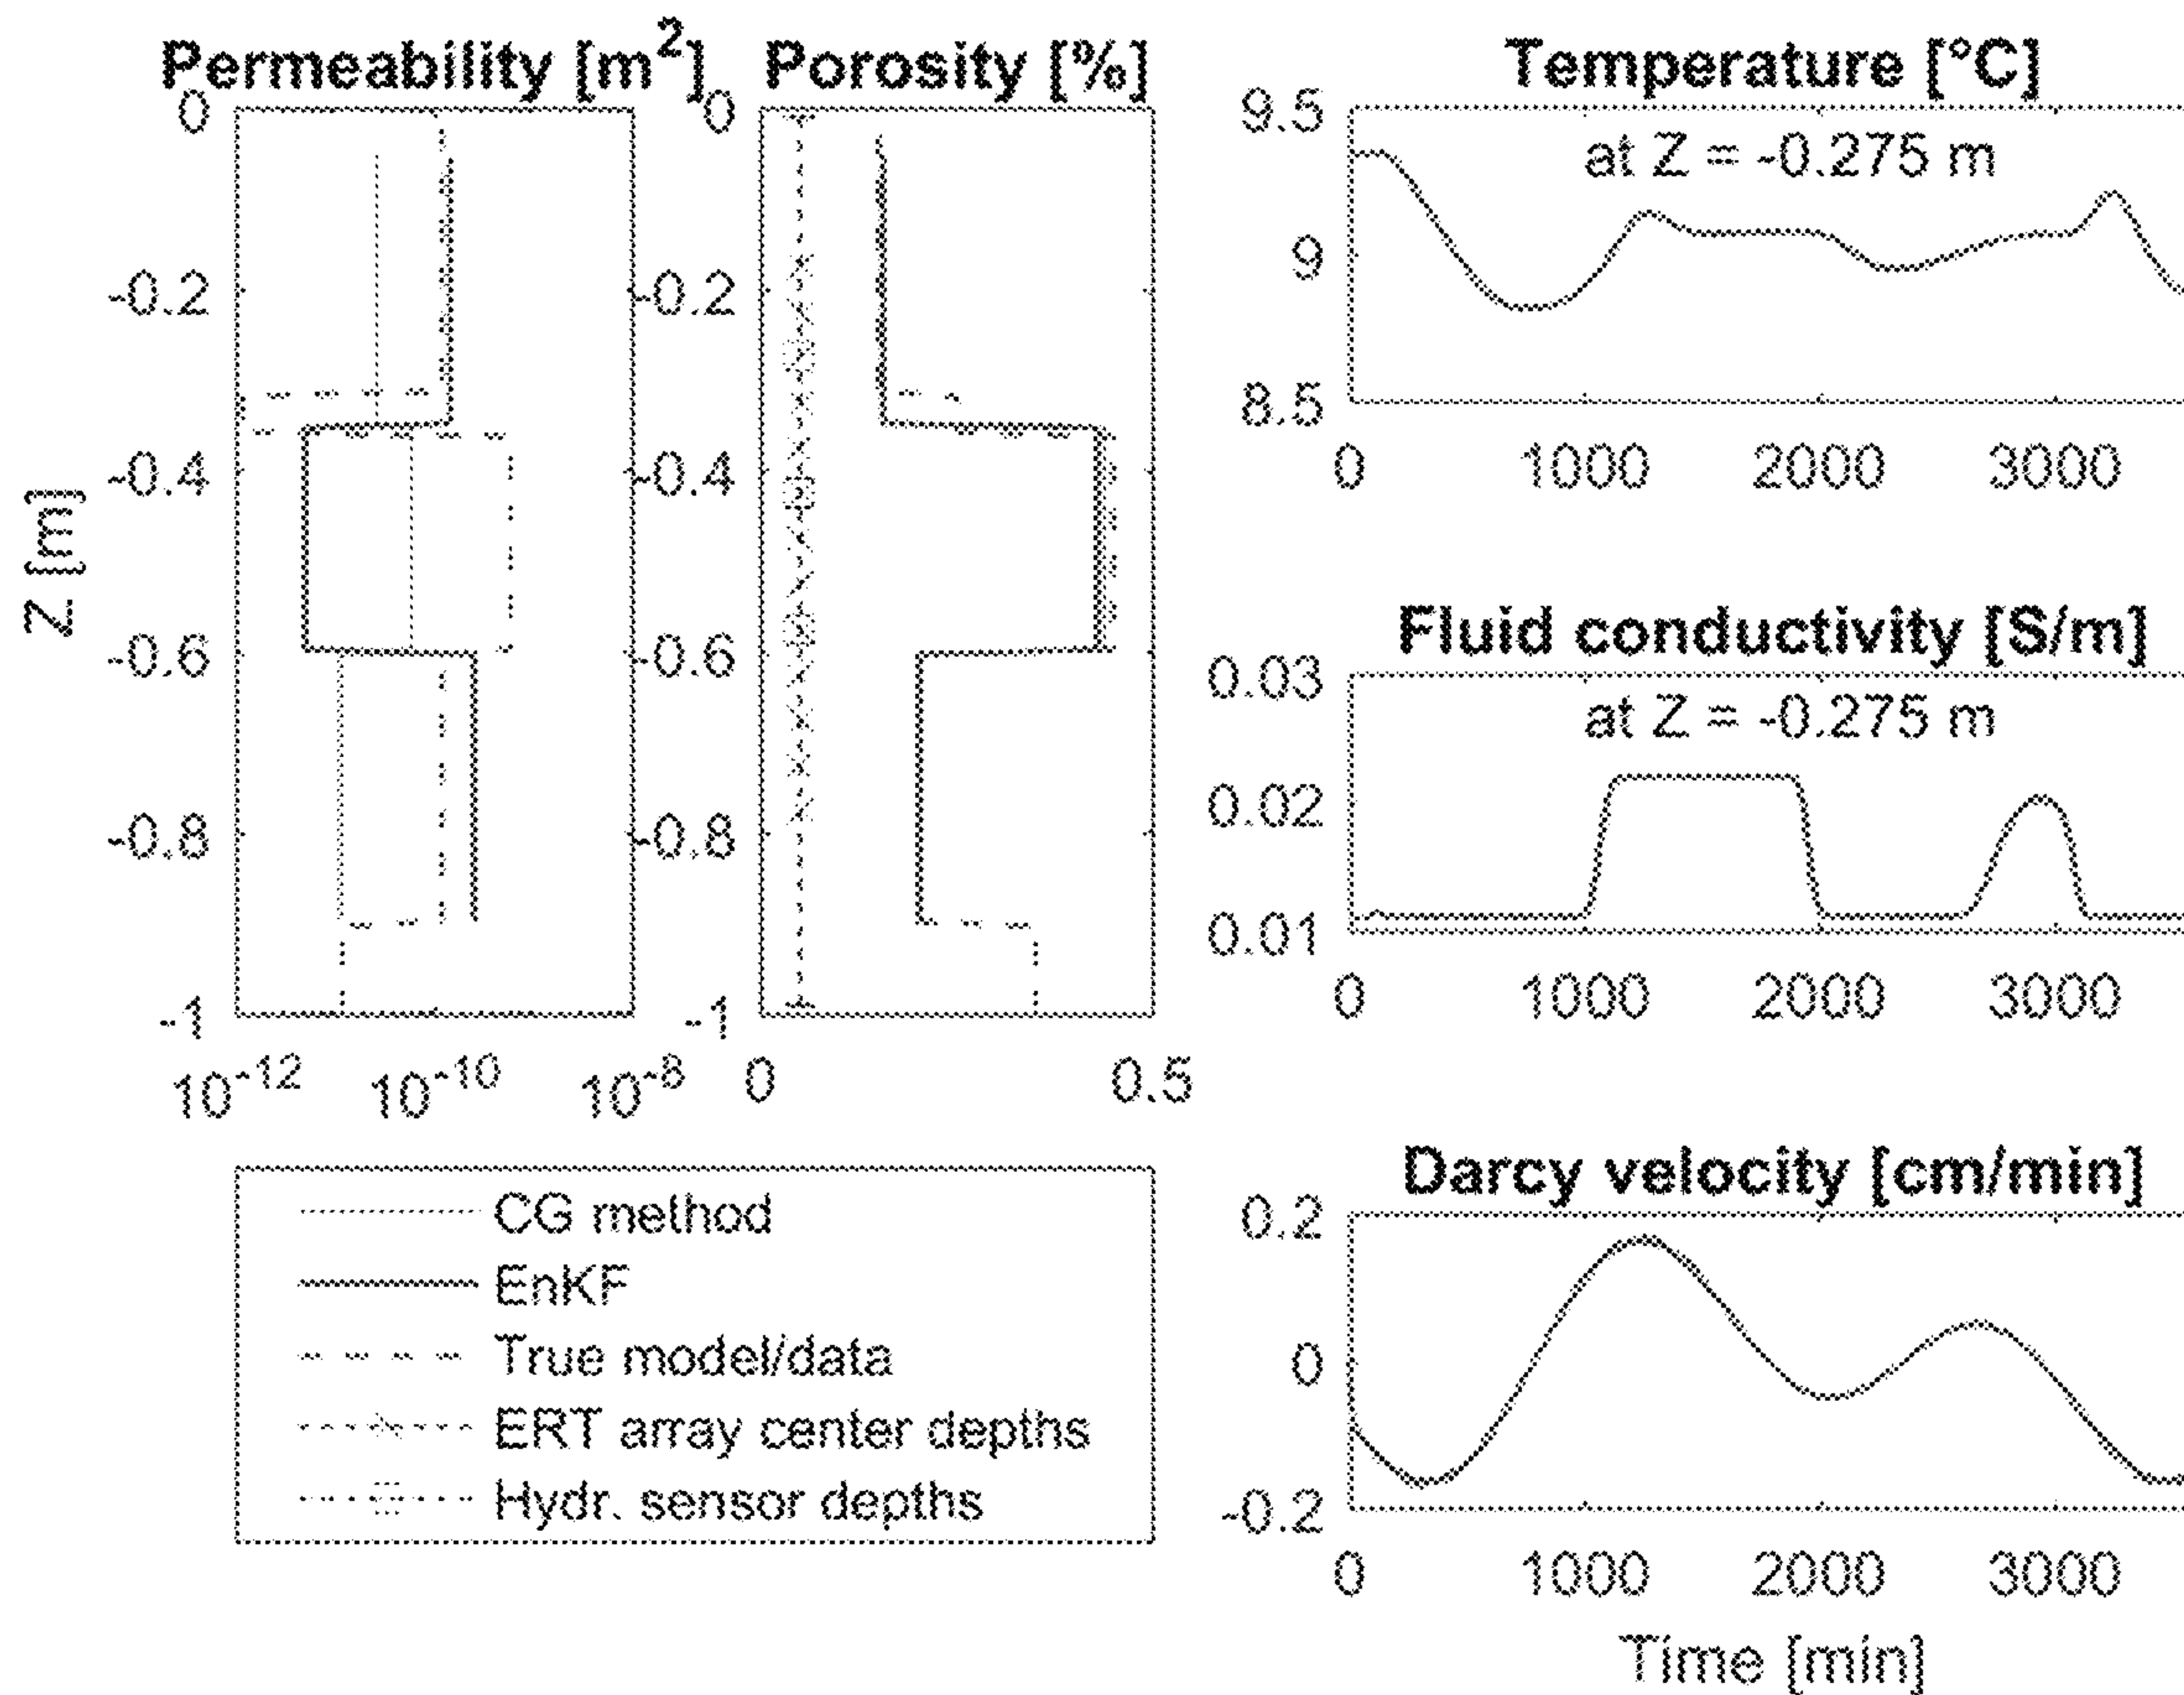 Permeability [m²]
0
-0.2
-0.4
-0.6
-0.8
-1
Z [m]
10⁻¹² 10⁻¹⁰ 10⁻⁸
Porosity [%]
0
-0.2
-0.4
-0.6
-0.8
-1
0 0.5
CG method
EnKF
True model/data
ERT array center depths
Hydr. sensor depths
Temperature [°C]
at Z = -0.275 m
9.5
9
8.5
0 1000 2000 3000
Fluid conductivity [S/m]
at Z = -0.275 m
0.03
0.02
0.01
0 1000 2000 3000
Darcy velocity [cm/min]
0.2
0
-0.2
0 1000 2000 3000
Time [min]